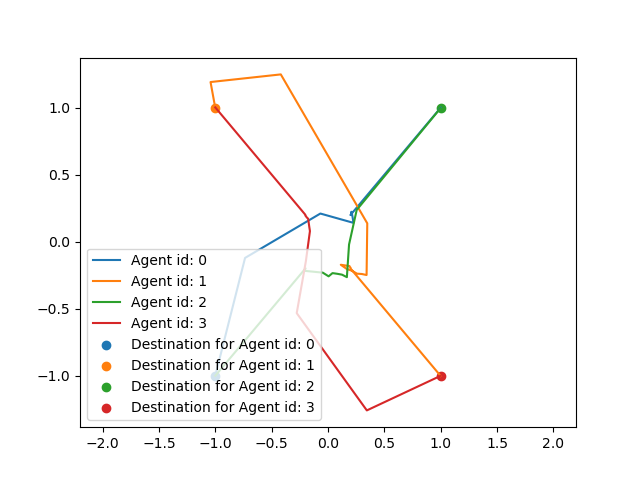 1.0
0.5
0.0
−0.5
−1.0
Agent id: 0
Agent id: 1
Agent id: 2
Agent id: 3
Destination for Agent id: 0
Destination for Agent id: 1
Destination for Agent id: 2
Destination for Agent id: 3
−2.0 −1.5 −1.0 −0.5 0.0 0.5 1.0 1.5 2.0